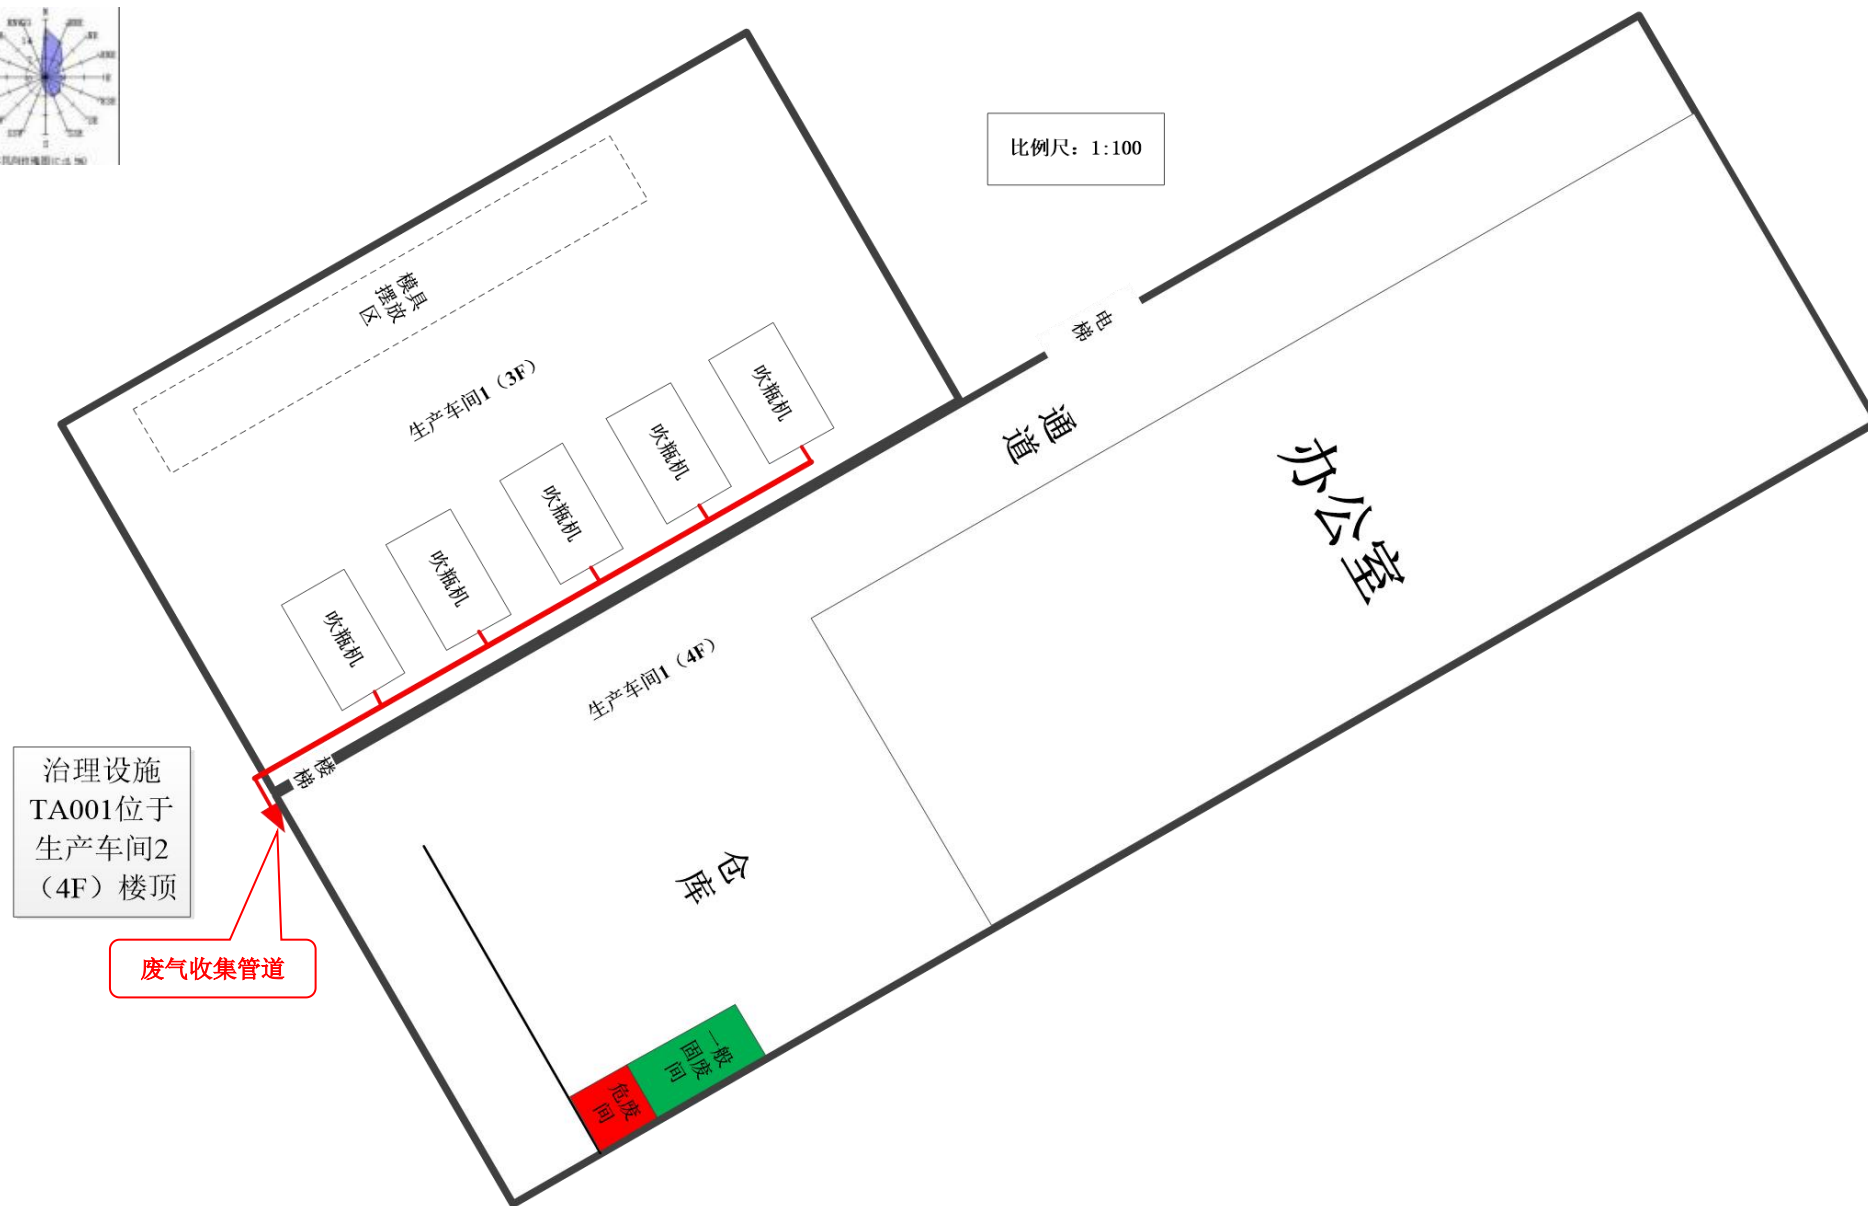 N
S
比例尺：1:100
模具
摆放
区
生产车间1（3F）
吹瓶机
吹瓶机
吹瓶机
吹瓶机
吹瓶机
电
梯
通
道
办公室
生产车间1（4F）
楼
梯
仓
库
治理设施
TA001位于
生产车间2
（4F）楼顶
废气收集管道
一般
固废
间
危废
间